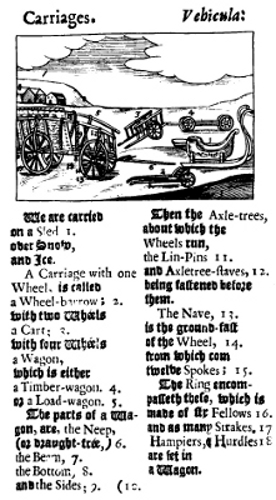 Carriages.
Vehicula:
We are carried
on a Sled 1.
over Snow,
and Ice.
A Carriage with one
Wheel, is called
a Wheel-barrow; 2.
with two Wheels
a Cart; 3.
with four Wheels
a Wagon,
which is either
a Timber-wagon. 4.
or a Load-wagon. 5.
The parts of a Wa-
gon, are, the Neep,
(or draught-tree,) 6.
the Beam, 7.
the Bottom, 8.
and the Sides; 9. (10.
Then the Axle-trees,
about which the
Wheels run,
the Lin-Pins 11.
and Axletree-staves, 12.
being fastened before
them.
The Nave, 13.
is the ground-fast
of the Wheel, 14.
from which com
twelve Spokes; 15.
The Ring encom-
passeth these, which is
made of six Fellows 16.
and as many Strakes, 17
Hampiers, & Hurdles 18
are set in
a Wagon.